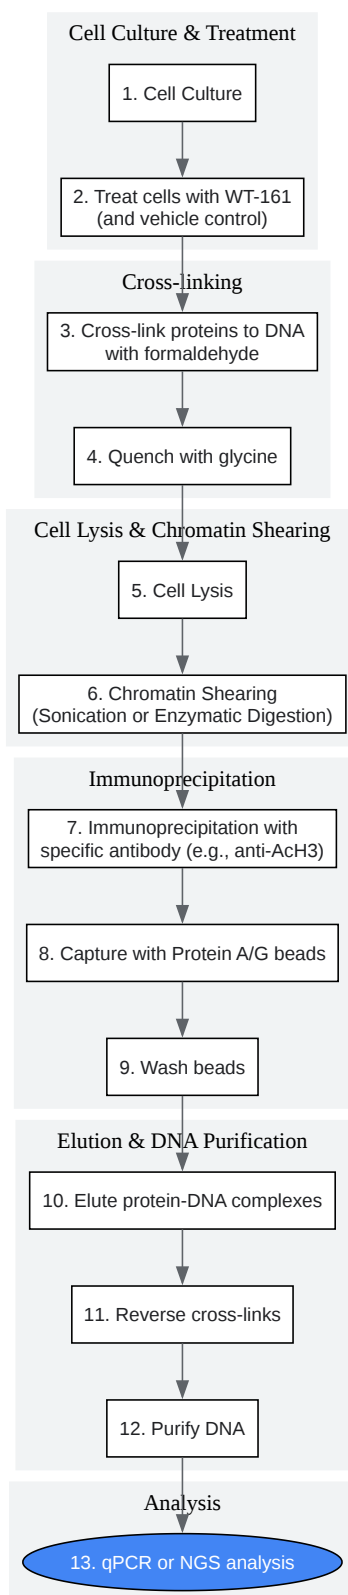 Cell Culture & Treatment
1. Cell Culture
2. Treat cells with WT-161
(and vehicle control)
Cross-linking
3. Cross-link proteins to DNA
with formaldehyde
4. Quench with glycine
Cell Lysis & Chromatin Shearing
5. Cell Lysis
6. Chromatin Shearing
(Sonication or Enzymatic Digestion)
Immunoprecipitation
7. Immunoprecipitation with
specific antibody (e.g., anti-AcH3)
8. Capture with Protein A/G beads
9. Wash beads
Elution & DNA Purification
10. Elute protein-DNA complexes
11. Reverse cross-links
12. Purify DNA
Analysis
13. qPCR or NGS analysis